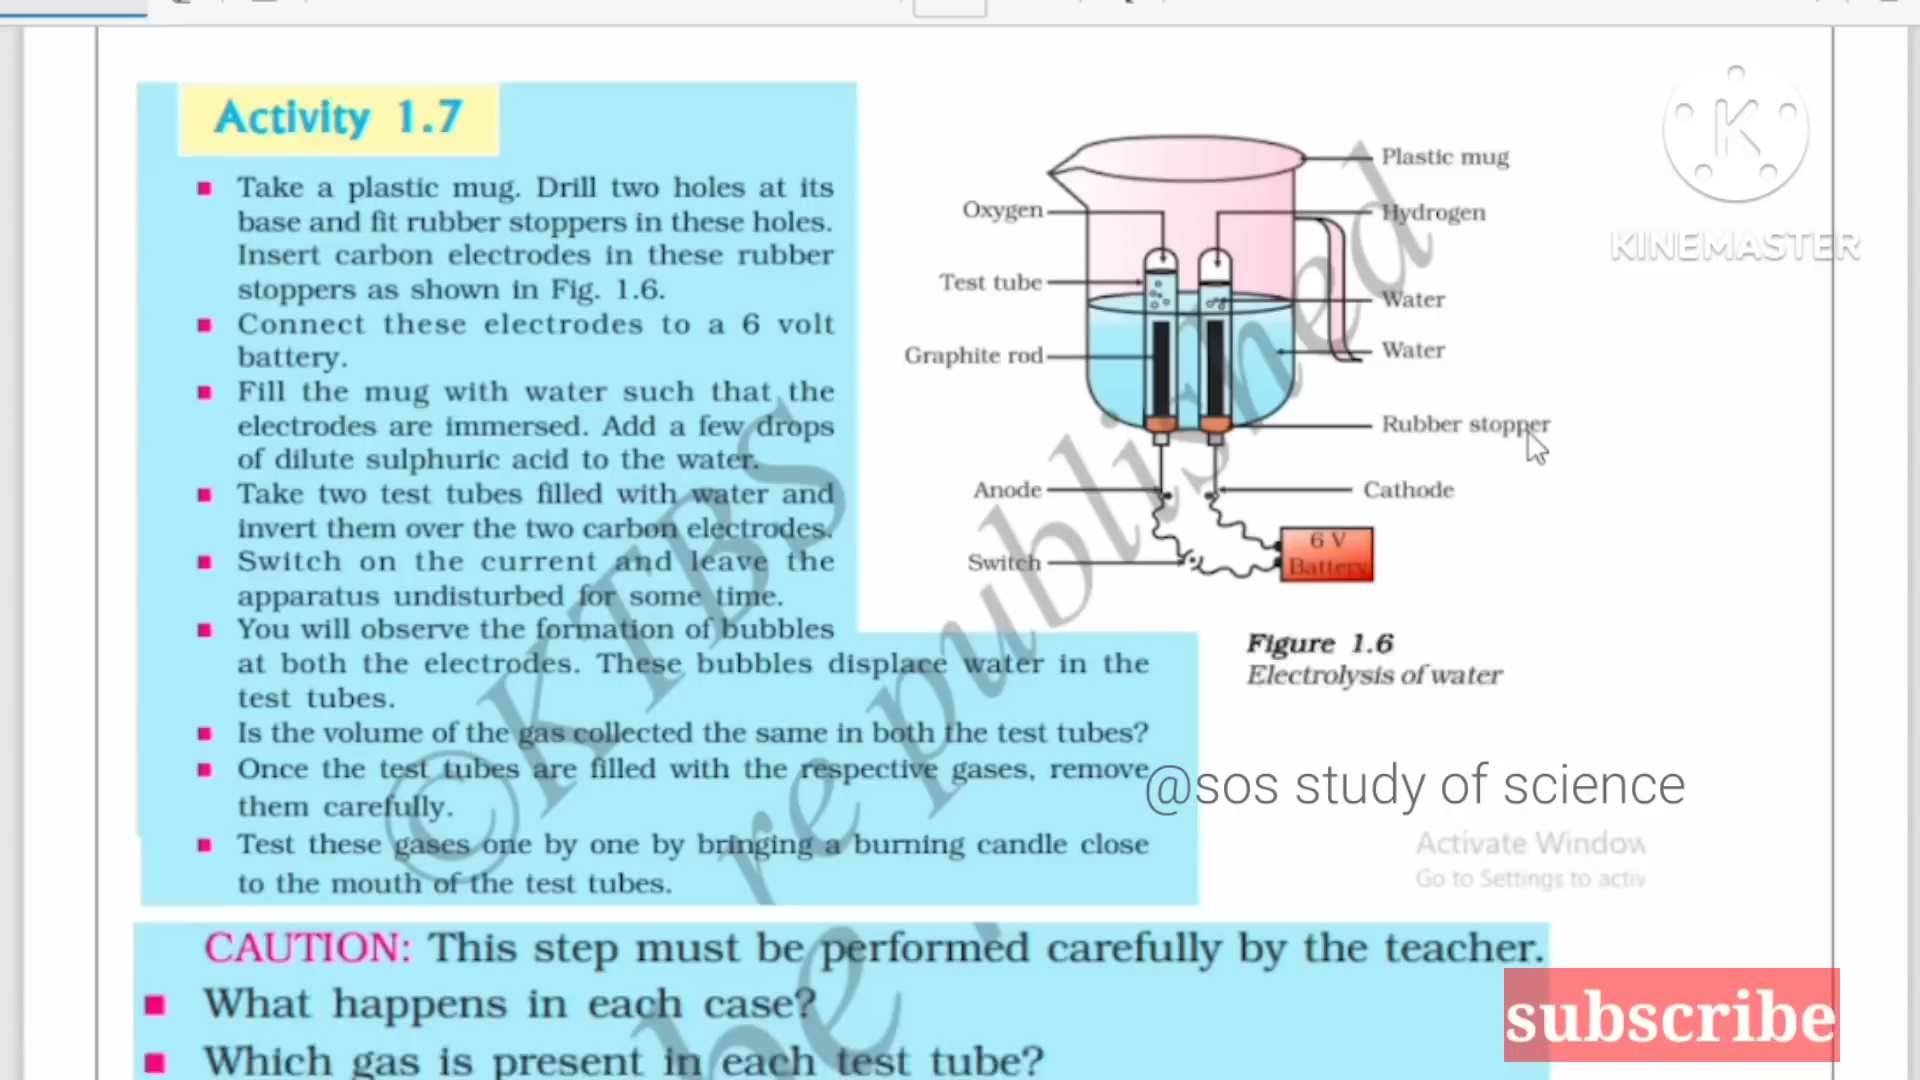 Activity 1.7
Take a plastic mug. Drill two holes at its
base and fit rubber stoppers in these holes.
Insert carbon electrodes in these rubber
stoppers as shown in Fig. 1.6.
Connect these electrodes to a 6 volt
battery.
Fill the mug with water such that the
electrodes are immersed. Add a few drops
of dilute sulphuric acid to the water.
Take two test tubes filled with water and
invert them over the two carbon electrodes.
Switch on the current and leave the
apparatus undisturbed for some time.
You will observe the formation of bubbles
at both the electrodes. These bubbles displace water in the
test tubes.
Is the volume of the gas collected the same in both the test tubes?
Once the test tubes are filled with the respective gases, remove
them carefully.
Test these gases one by one by bringing a burning candle close
to the mouth of the test tubes.
CAUTION: This step must be performed carefully by the teacher.
What happens in each case?
Which gas is present in each test tube?
Plastic mug
Oxygen
Hydrogen
Test tube
Water
Graphite rod
Water
Rubber stopper
Anode
Cathode
Switch
6 V
Battery
Figure 1.6
Electrolysis of water
©KTBS
be republished
K
KINEMASTER
@sos study of science
Activate Window
Go to Settings to activ
subscribe